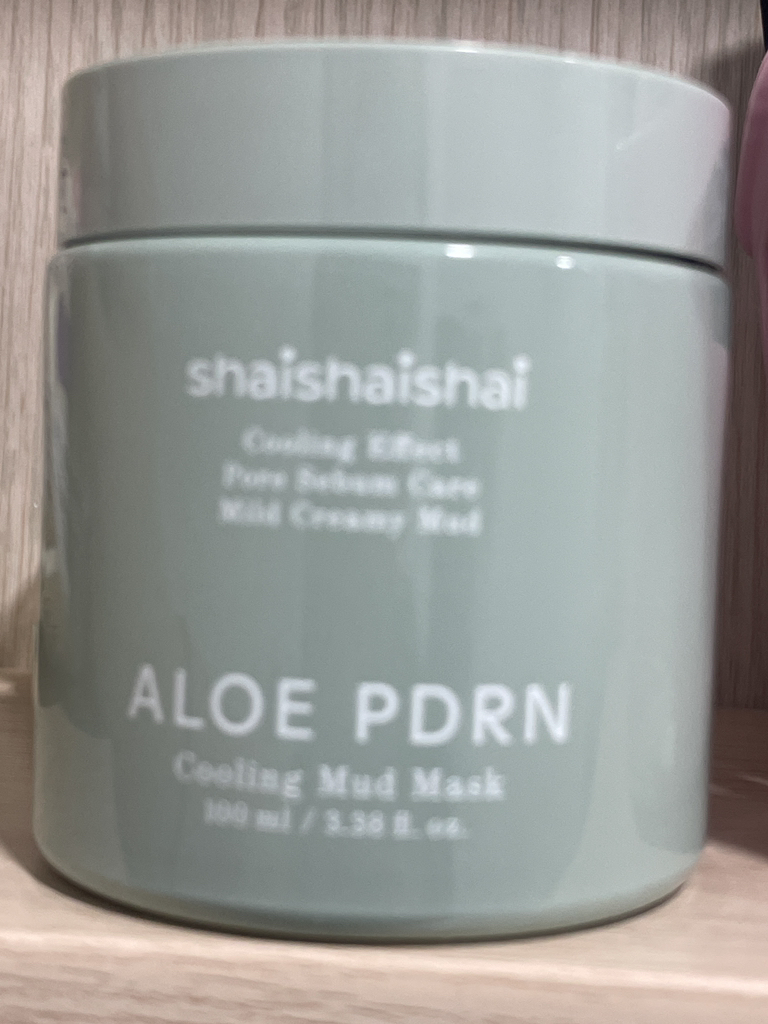 shaishaishai
Cooling Effect
Pore Sebum Care
Mild Creamy Mud
ALOE PDRN
Cooling Mud Mask
100 ml / 3.38 fl. oz.